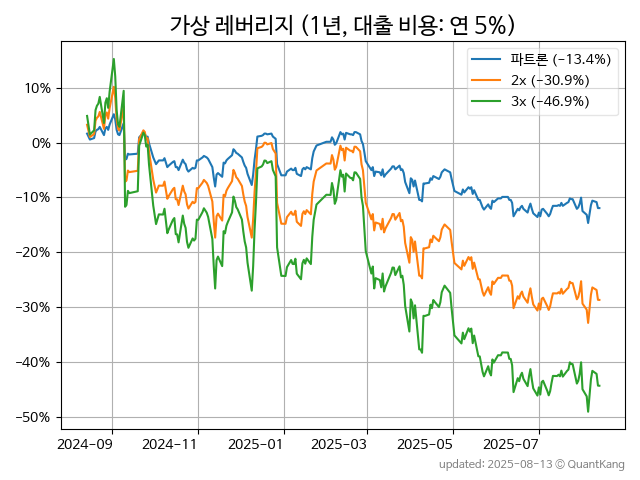 가상 레버리지 (1년, 대출 비용: 연 5%)
파트론 (−13.4%)
2x (−30.9%)
3x (−46.9%)
10%
0%
−10%
−20%
−30%
−40%
−50%
2024-09 2024-11 2025-01 2025-03 2025-05 2025-07
updated: 2025-08-13 © QuantKang